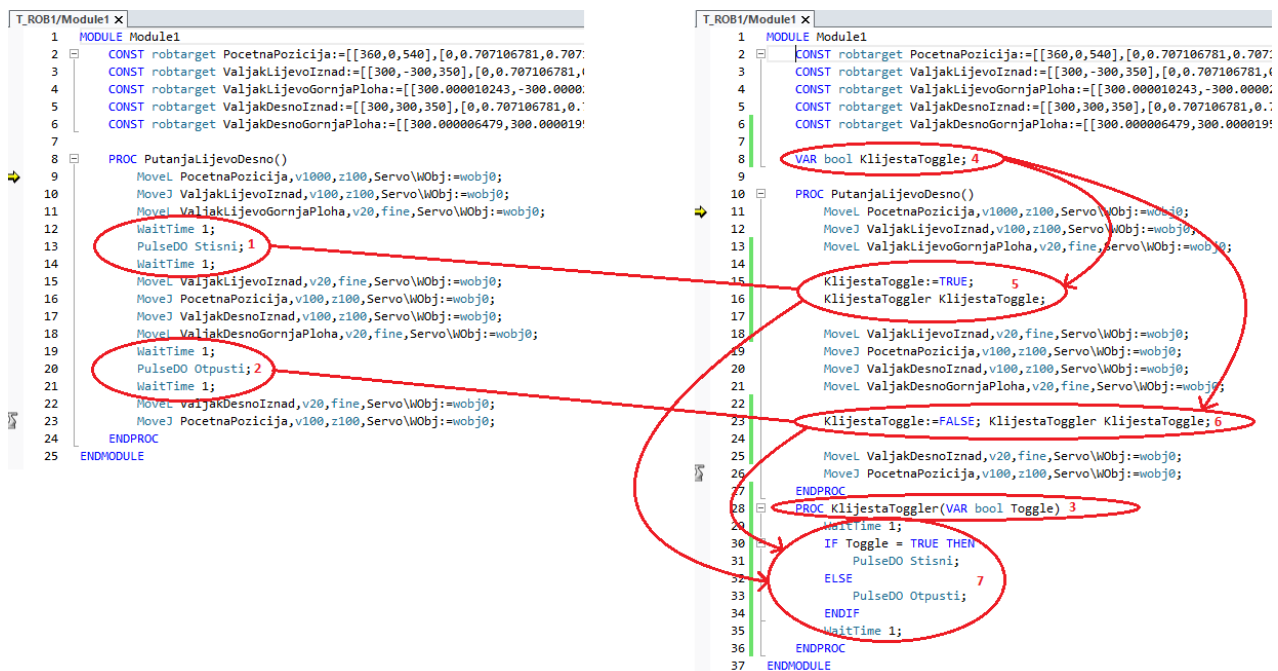 T_ROB1/Module1 X
1 MODULE Module1
2 CONST robtarget PocetnaPozicija:=[[360,0,540],[0,0.707106781,0.707
3 CONST robtarget ValjakLijevoIznad:=[[300,-300,350],[0,0.707106781,
4 CONST robtarget ValjakLijevoGornjaPloha:=[[300.000010243,-300.000
5 CONST robtarget ValjakDesnoIznad:=[[300,300,350],[0,0.707106781,0.
6 CONST robtarget ValjakDesnoGornjaPloha:=[[300.000006479,300.000019
7
8 PROC PutanjaLijevoDesno()
9 MoveL PocetnaPozicija,v1000,z100,Servo\WObj:=wobj0;
10 MoveJ ValjakLijevoIznad,v100,z100,Servo\WObj:=wobj0;
11 MoveL ValjakLijevoGornjaPloha,v20,fine,Servo\WObj:=wobj0;
12 WaitTime 1;
13 PulseDO Stisni; 1
14 WaitTime 1;
15 MoveL ValjakLijevoIznad,v20,fine,Servo\WObj:=wobj0;
16 MoveJ PocetnaPozicija,v100,z100,Servo\WObj:=wobj0;
17 MoveJ ValjakDesnoIznad,v100,z100,Servo\WObj:=wobj0;
18 MoveL ValjakDesnoGornjaPloha,v20,fine,Servo\WObj:=wobj0;
19 WaitTime 1;
20 PulseDO Otpusti; 2
21 WaitTime 1;
22 MoveL ValjakDesnoIznad,v20,fine,Servo\WObj:=wobj0;
23 MoveJ PocetnaPozicija,v100,z100,Servo\WObj:=wobj0;
24 ENDPROC
25 ENDMODULE
T_ROB1/Module1 X
1 MODULE Module1
2 CONST robtarget PocetnaPozicija:=[[360,0,540],[0,0.707106781,0.707
3 CONST robtarget ValjakLijevoIznad:=[[300,-300,350],[0,0.707106781,
4 CONST robtarget ValjakLijevoGornjaPloha:=[[300.000010243,-300.000
5 CONST robtarget ValjakDesnoIznad:=[[300,300,350],[0,0.707106781,0.
6 CONST robtarget ValjakDesnoGornjaPloha:=[[300.000006479,300.000019
7
8 VAR bool KlijestaToggle; 4
9
10 PROC PutanjaLijevoDesno()
11 MoveL PocetnaPozicija,v1000,z100,Servo\WObj:=wobj0;
12 MoveJ ValjakLijevoIznad,v100,z100,Servo\WObj:=wobj0;
13 MoveL ValjakLijevoGornjaPloha,v20,fine,Servo\WObj:=wobj0;
14
15 KlijestaToggle:=TRUE; 5
16 KlijestaToggler KlijestaToggle;
17
18 MoveL ValjakLijevoIznad,v20,fine,Servo\WObj:=wobj0;
19 MoveJ PocetnaPozicija,v100,z100,Servo\WObj:=wobj0;
20 MoveJ ValjakDesnoIznad,v100,z100,Servo\WObj:=wobj0;
21 MoveL ValjakDesnoGornjaPloha,v20,fine,Servo\WObj:=wobj0;
22
23 KlijestaToggle:=FALSE; KlijestaToggler KlijestaToggle; 6
24
25 MoveL ValjakDesnoIznad,v20,fine,Servo\WObj:=wobj0;
26 MoveJ PocetnaPozicija,v100,z100,Servo\WObj:=wobj0;
27 ENDPROC
28 PROC KlijestaToggler(VAR bool Toggle) 3
29 WaitTime 1;
30 IF Toggle = TRUE THEN
31 PulseDO Stisni;
32 ELSE 7
33 PulseDO Otpusti;
34 ENDIF
35 WaitTime 1;
36 ENDPROC
37 ENDMODULE